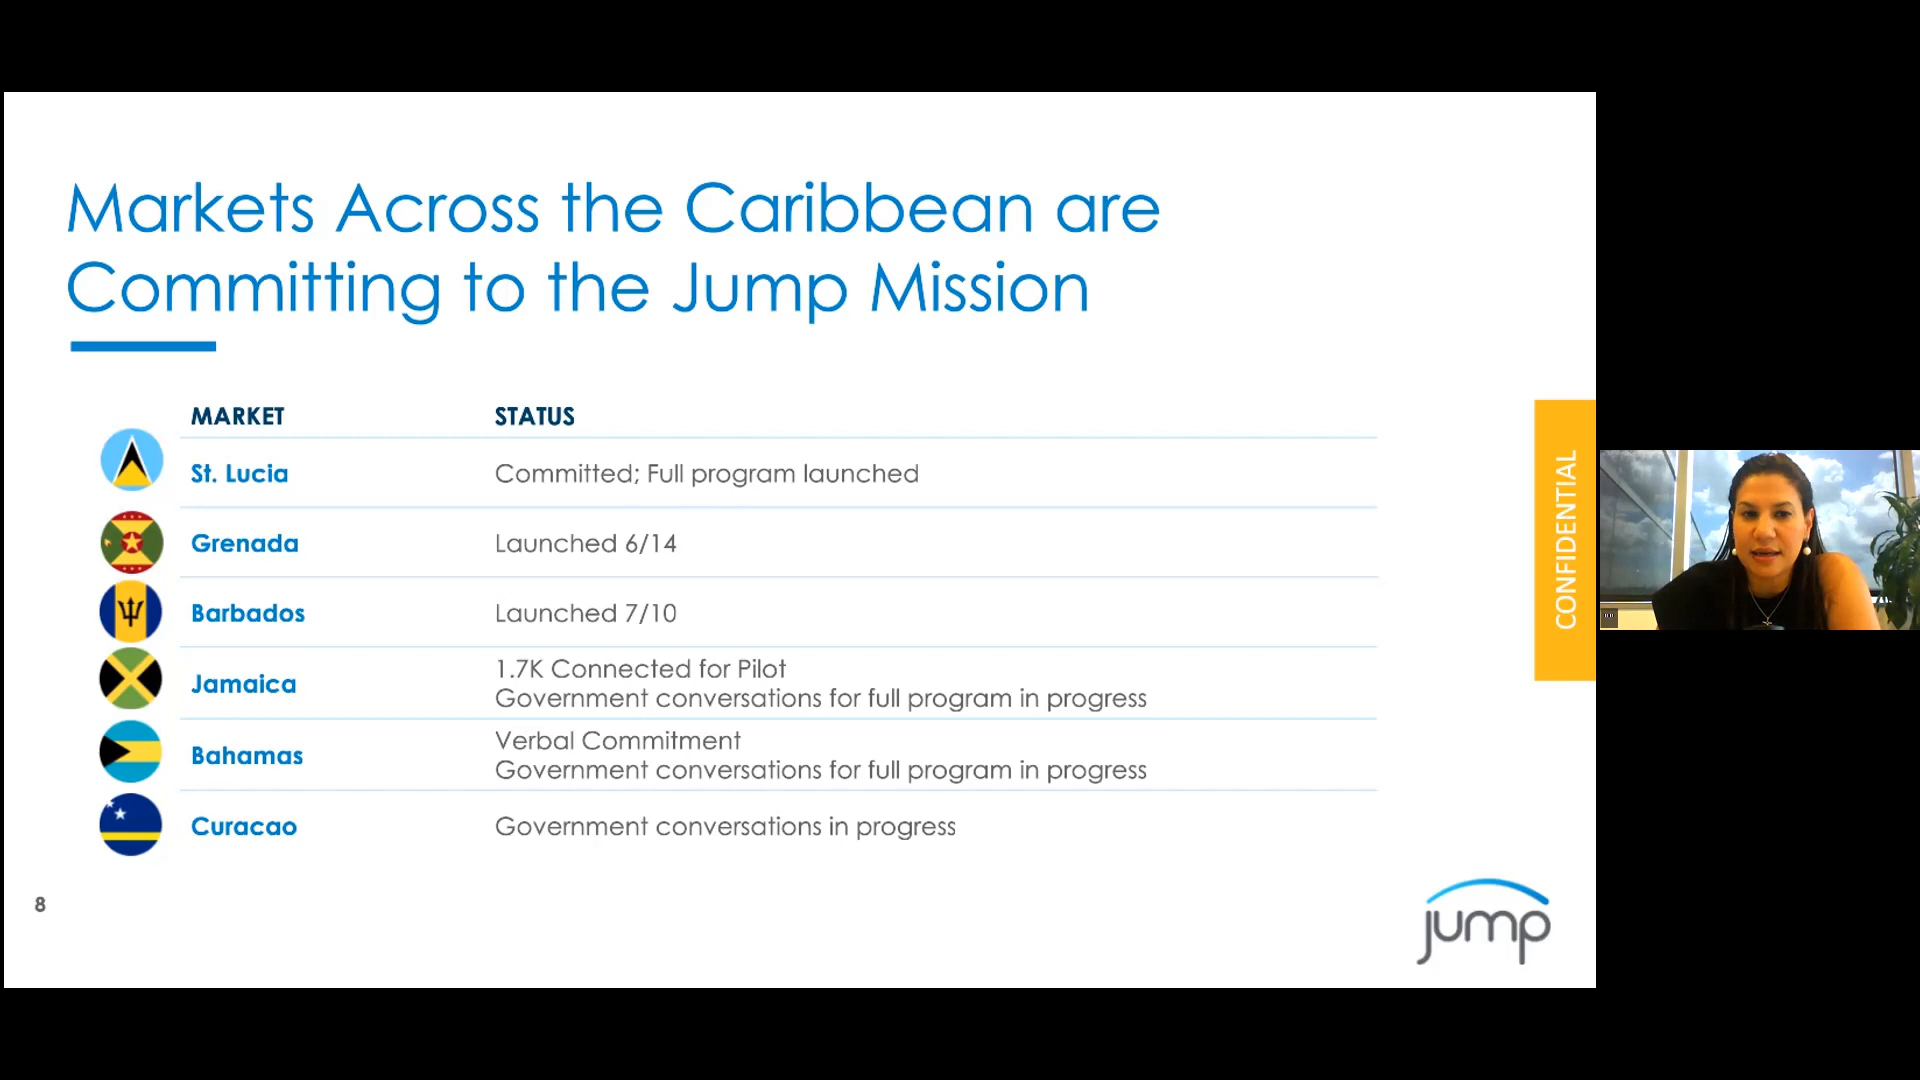 Markets Across the Caribbean are
Committing to the Jump Mission
MARKET STATUS
St. Lucia Committed; Full program launched
Grenada Launched 6/14
Barbados Launched 7/10
Jamaica 1.7K Connected for Pilot
Government conversations for full program in progress
Bahamas Verbal Commitment
Government conversations for full program in progress
Curacao Government conversations in progress
CONFIDENTIAL
8
jump